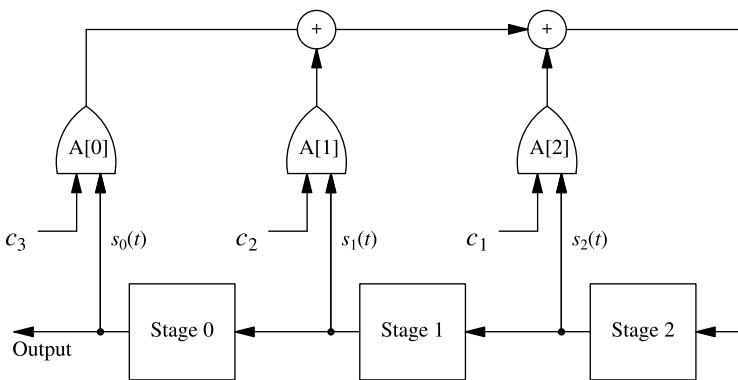 + +
A[0] A[1] A[2]
c₃ s₀(t) c₂ s₁(t) c₁ s₂(t)
Stage 0 Stage 1 Stage 2
Output